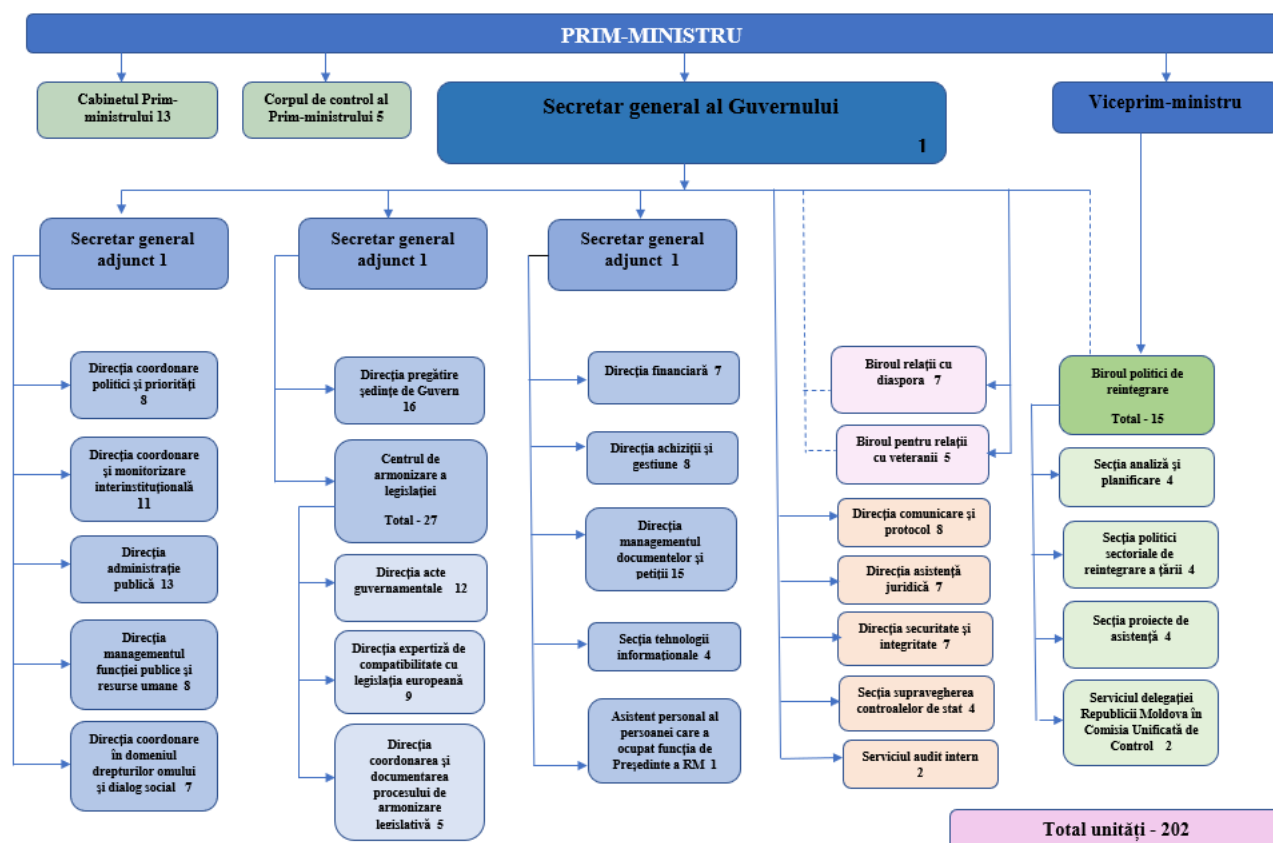 PRIM-MINISTRU
Cabinetul Prim-
ministrului 13
Corpul de control al
Prim-ministrului 5
Secretar general al Guvernului
1
Viceprim-ministru
Secretar general
adjunct 1
Direcția coordonare
politici și priorități
8
Direcția coordonare
și monitorizare
interinstituțională
11
Direcția
administrație
publică 13
Direcția
managementul
funcției publice și
resurse umane 8
Direcția coordonare
în domeniul
drepturilor omului
și dialog social 7
Secretar general
adjunct 1
Direcția pregătire
ședințe de Guvern
16
Centrul de
armonizare a
legislației
Total - 27
Direcția acte
guvernamentale 12
Direcția expertiză de
compatibilitate cu
legislația europeană
9
Direcția
coordonarea și
documentarea
procesului de
armonizare
legislativă 5
Secretar general
adjunct 1
Direcția financiară 7
Direcția achiziții și
gestiune 8
Direcția
managementul
documentelor și
petiții 15
Secția tehnologii
informaționale 4
Asistent personal al
persoanei care a
ocupat funcția de
Președinte a RM 1
Biroul relații cu
diaspora 7
Biroul pentru relații
cu veteranii 5
Direcția comunicare și
protocol 8
Direcția asistență
juridică 7
Direcția securitate și
integritate 7
Secția supravegherea
controalelor de stat 4
Serviciul audit intern
2
Biroul politici de
reintegrare
Total - 15
Secția analiză și
planificare 4
Secția politici
sectoriale de
reintegrare a țării 4
Secția proiecte de
asistență 4
Serviciul delegației
Republicii Moldova în
Comisia Unificată de
Control 2
Total unități - 202